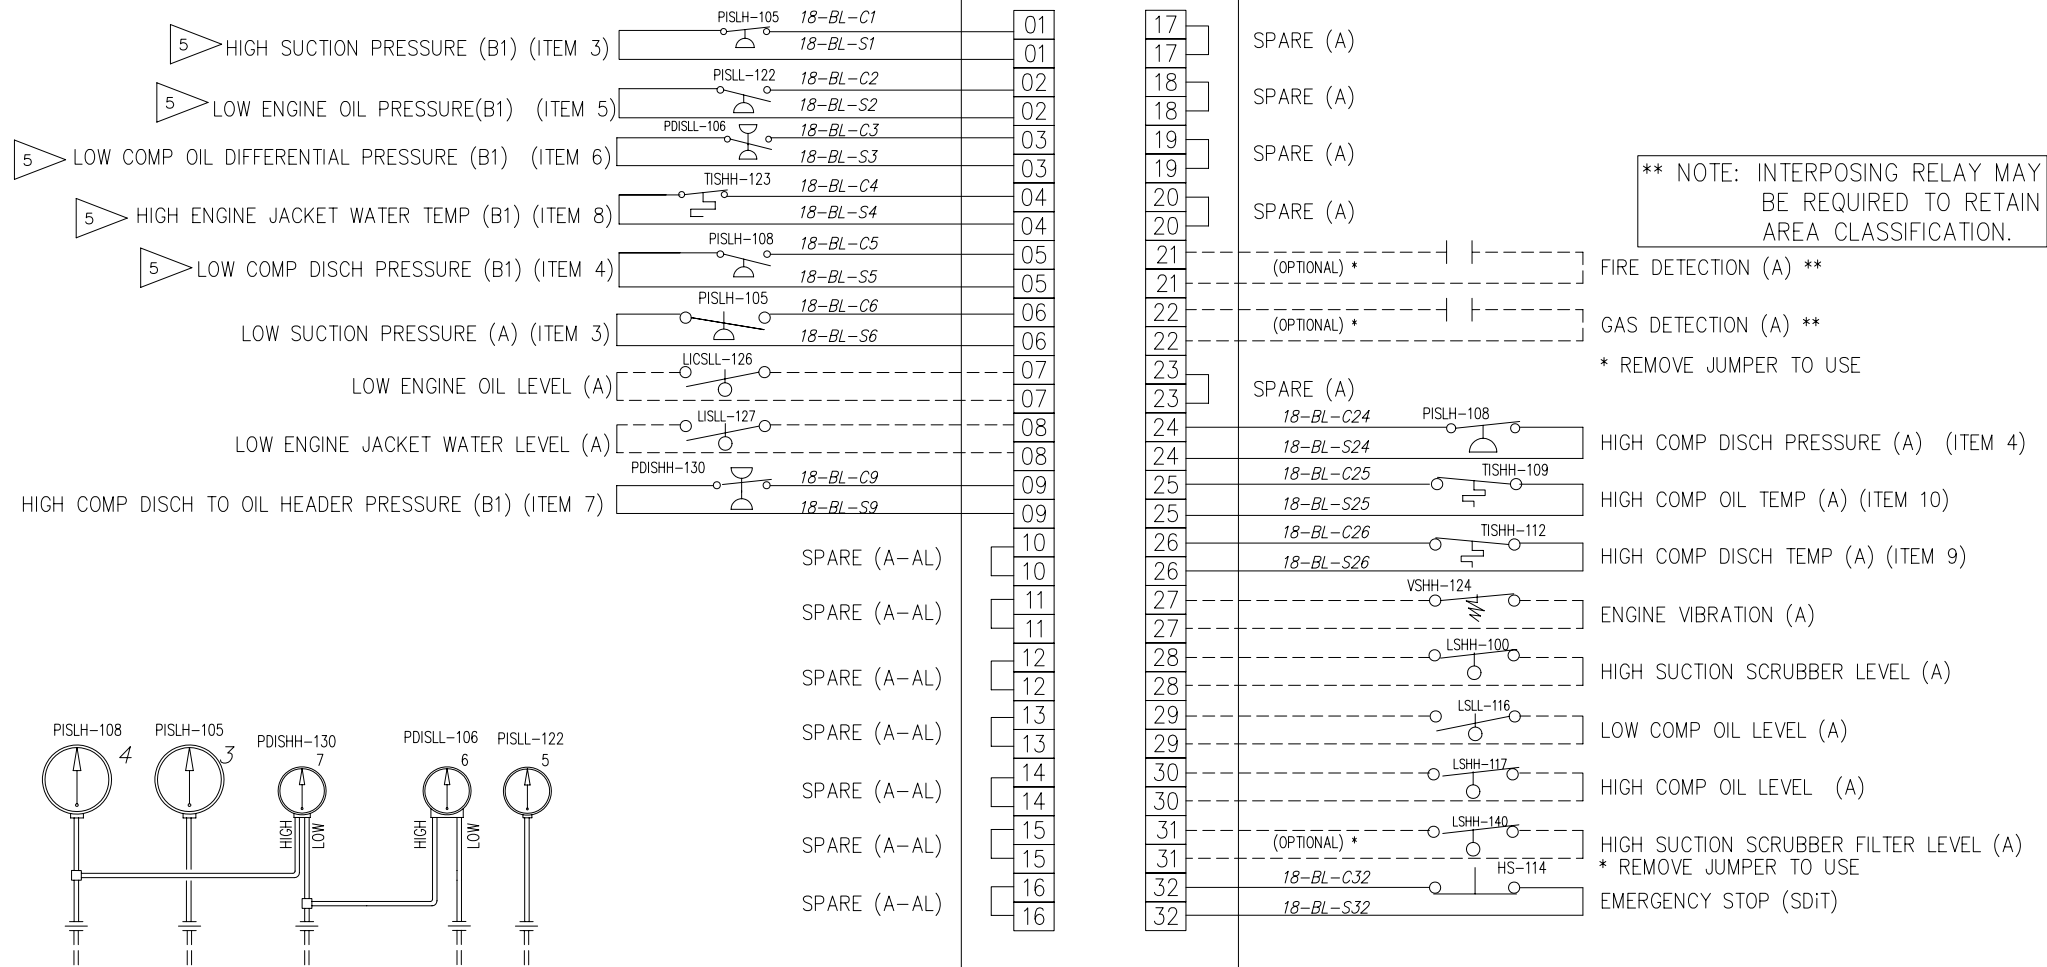 PISLH-105 18-BL-C1
5 HIGH SUCTION PRESSURE (B1) (ITEM 3) 18-BL-S1
01
01
PISLL-122 18-BL-C2
5 LOW ENGINE OIL PRESSURE(B1) (ITEM 5) 18-BL-S2
02
02
PDISLL-106 18-BL-C3
5 LOW COMP OIL DIFFERENTIAL PRESSURE (B1) (ITEM 6) 18-BL-S3
03
03
TISHH-123 18-BL-C4
5 HIGH ENGINE JACKET WATER TEMP (B1) (ITEM 8) 18-BL-S4
04
04
PISLH-108 18-BL-C5
5 LOW COMP DISCH PRESSURE (B1) (ITEM 4) 18-BL-S5
05
05
PISLH-105 18-BL-C6
LOW SUCTION PRESSURE (A) (ITEM 3) 18-BL-S6
06
06
LICSLL-126
LOW ENGINE OIL LEVEL (A)
07
07
LISLL-127
LOW ENGINE JACKET WATER LEVEL (A)
08
08
PDISHH-130 18-BL-C9
HIGH COMP DISCH TO OIL HEADER PRESSURE (B1) (ITEM 7) 18-BL-S9
09
09
SPARE (A-AL)
10
10
SPARE (A-AL)
11
11
SPARE (A-AL)
12
12
SPARE (A-AL)
13
13
SPARE (A-AL)
14
14
SPARE (A-AL)
15
15
SPARE (A-AL)
16
16
PISLH-108
4
PISLH-105
3
PDISHH-130
7
HIGH
LOW
PDISLL-106
6
HIGH
LOW
PISLL-122
5
17
17
SPARE (A)
18
18
SPARE (A)
19
19
SPARE (A)
20
20
SPARE (A)
** NOTE: INTERPOSING RELAY MAY
BE REQUIRED TO RETAIN
AREA CLASSIFICATION.
21
21
(OPTIONAL) * FIRE DETECTION (A) **
22
22
(OPTIONAL) * GAS DETECTION (A) **
* REMOVE JUMPER TO USE
23
23
SPARE (A)
24
24
18-BL-C24 PISLH-108
18-BL-S24 HIGH COMP DISCH PRESSURE (A) (ITEM 4)
25
25
18-BL-C25 TISHH-109
18-BL-S25 HIGH COMP OIL TEMP (A) (ITEM 10)
26
26
18-BL-C26 TISHH-112
18-BL-S26 HIGH COMP DISCH TEMP (A) (ITEM 9)
27
27
VSHH-124
ENGINE VIBRATION (A)
28
28
LSHH-100
HIGH SUCTION SCRUBBER LEVEL (A)
29
29
LSLL-116
LOW COMP OIL LEVEL (A)
30
30
LSHH-117
HIGH COMP OIL LEVEL (A)
31
31
LSHH-140
(OPTIONAL) * HIGH SUCTION SCRUBBER FILTER LEVEL (A)
* REMOVE JUMPER TO USE
32
32
18-BL-C32 HS-114
18-BL-S32 EMERGENCY STOP (SDiT)